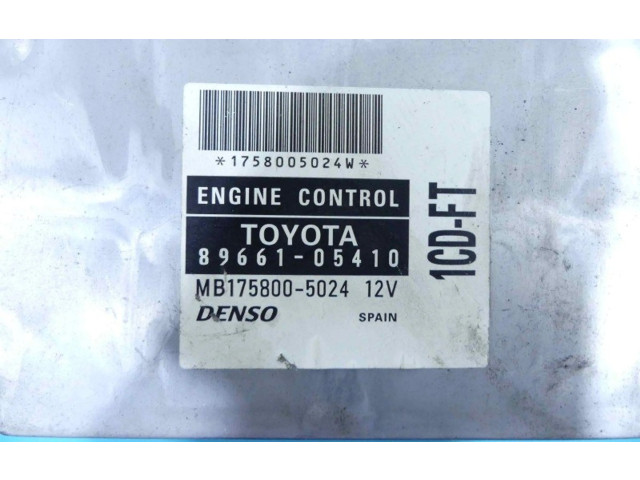 *1758005024W*
ENGINE CONTROL
TOYOTA
89661-05410
MB175800-5024 12V
DENSO SPAIN
1CD-FT